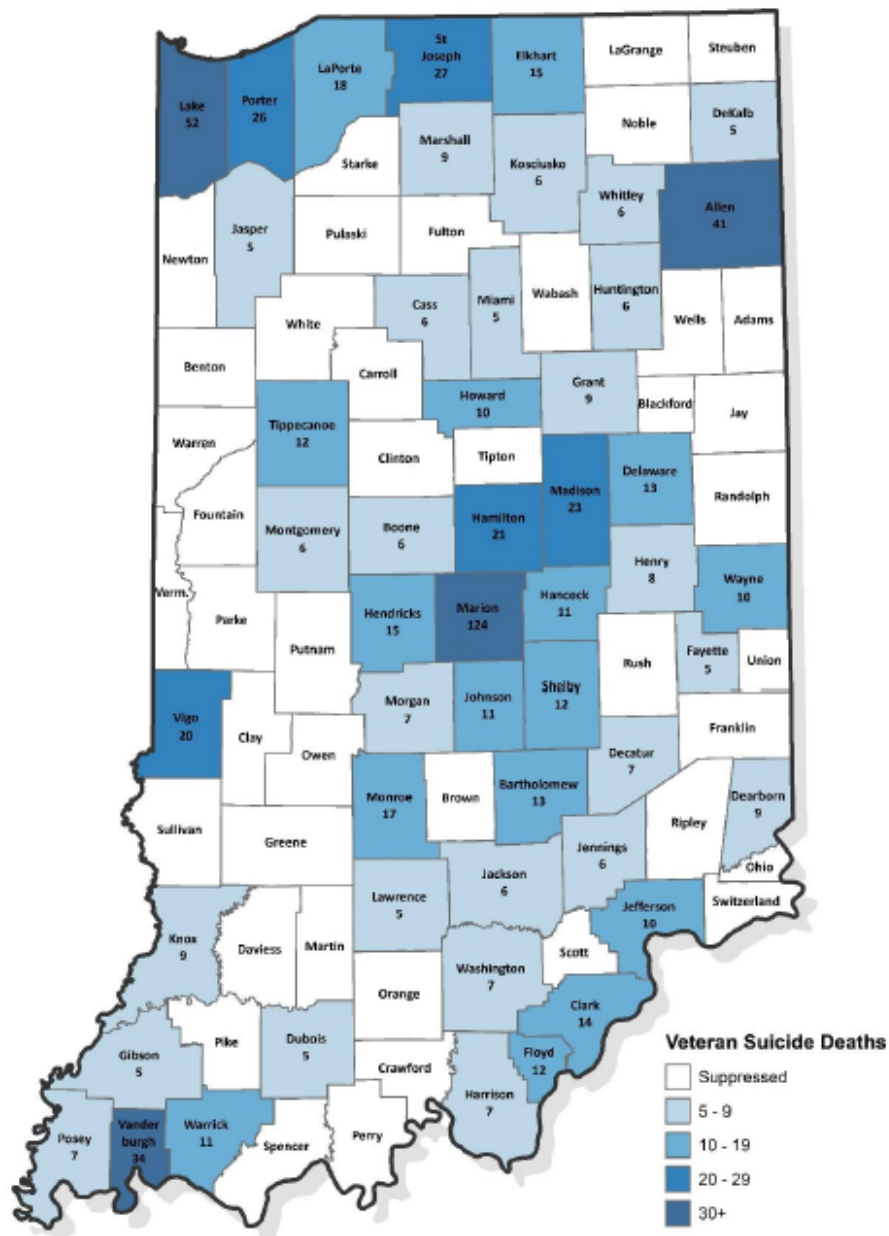 St
Joseph
27
Elkhart
15
LaGrange
Steuben
LaPorte
18
Lake
52
Porter
26
Noble
DeKalb
5
Marshall
9
Starke
Kosciusko
6
Whitley
6
Allen
41
Jasper
5
Pulaski
Fulton
Newton
Wabash
Huntington
6
Miami
5
Cass
6
White
Wells
Adams
Benton
Carroll
Grant
9
Howard
10
Blackford
Jay
Tippecanoe
12
Warren
Clinton
Tipton
Delaware
13
Madison
23
Randolph
Fountain
Montgomery
6
Boone
6
Hamilton
21
Henry
8
Wayne
10
Verm.
Parke
Hendricks
15
Marion
124
Hancock
11
Putnam
Rush
Fayette
5
Union
Morgan
7
Johnson
11
Shelby
12
Vigo
20
Clay
Owen
Franklin
Decatur
7
Monroe
17
Brown
Bartholomew
13
Dearborn
9
Sullivan
Greene
Ripley
Jennings
6
Ohio
Jackson
6
Lawrence
5
Switzerland
Jefferson
10
Knox
9
Daviess
Martin
Scott
Washington
7
Orange
Clark
14
Pike
Dubois
5
Gibson
5
Crawford
Floyd
12
Harrison
7
Posey
7
Vander
burgh
34
Warrick
11
Spencer
Perry
Veteran Suicide Deaths
Suppressed
5 - 9
10 - 19
20 - 29
30+